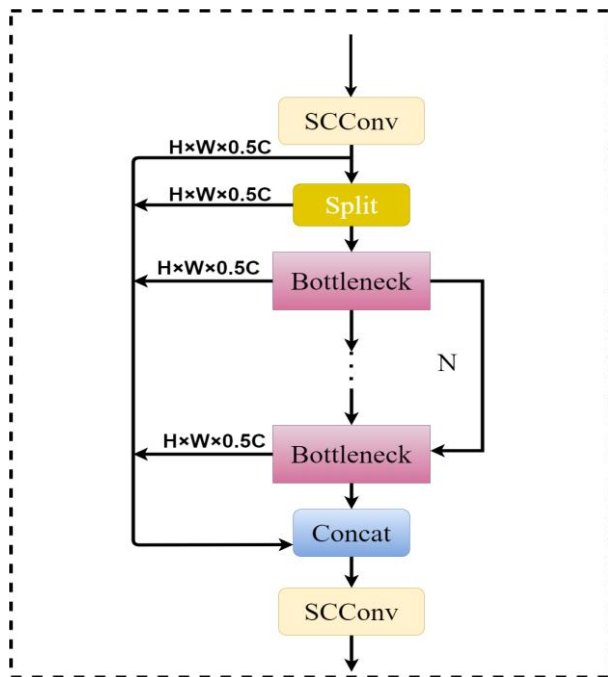 SCConv
H×W×0.5C
H×W×0.5C
Split
H×W×0.5C
Bottleneck
N
H×W×0.5C
Bottleneck
Concat
SCConv